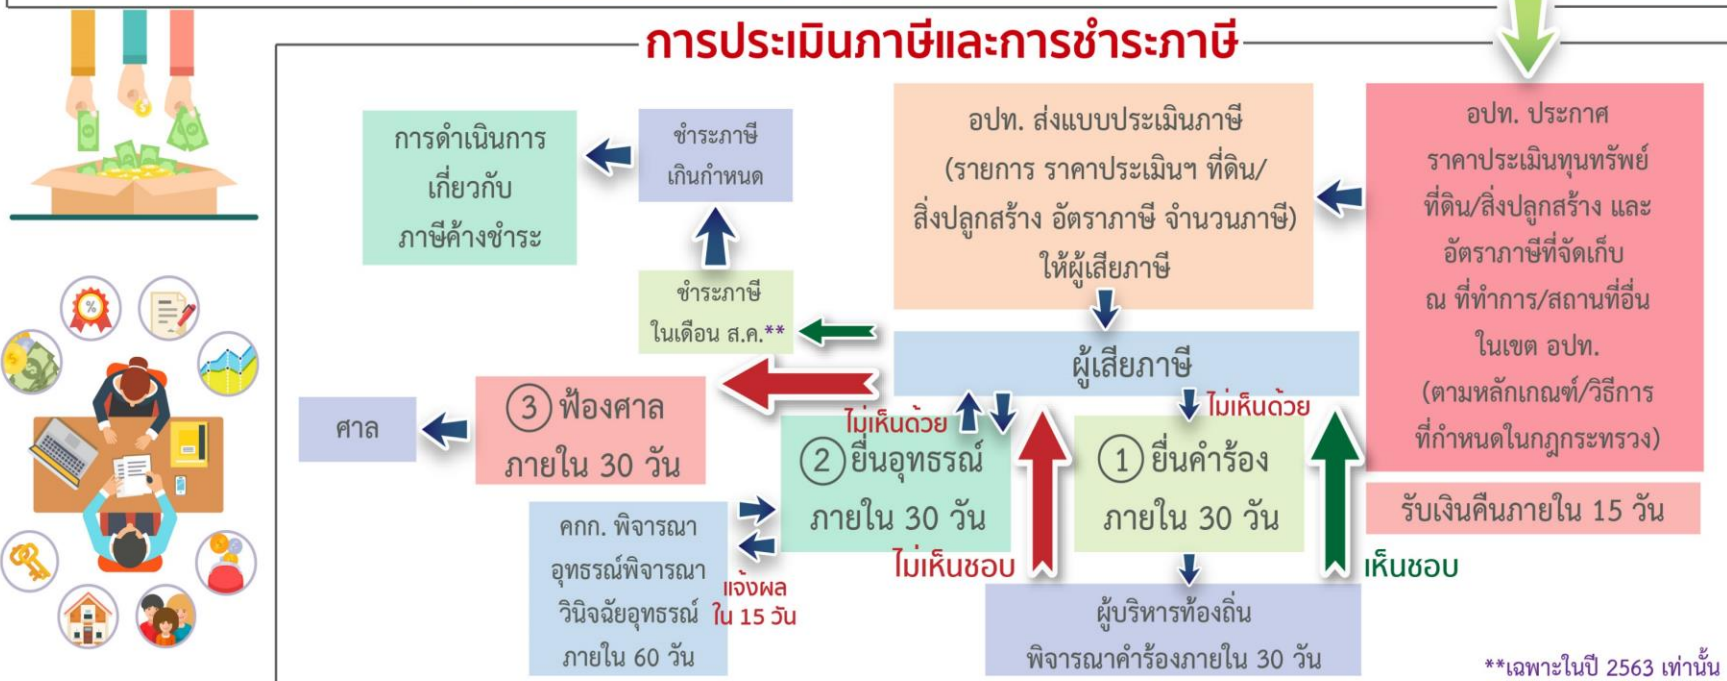 การประเมินภาษีและการชำระภาษี
อปท. ประกาศ
ราคาประเมินทุนทรัพย์
ที่ดิน/สิ่งปลูกสร้าง และ
อัตราภาษีที่จัดเก็บ
ณ ที่ทำการ/สถานที่อื่น
ในเขต อปท.
(ตามหลักเกณฑ์/วิธีการ
ที่กำหนดในกฎกระทรวง)
อปท. ส่งแบบประเมินภาษี
(รายการ ราคาประเมินฯ ที่ดิน/
สิ่งปลูกสร้าง อัตราภาษี จำนวนภาษี)
ให้ผู้เสียภาษี
ผู้เสียภาษี
ชำระภาษี
ในเดือน ส.ค.**
ชำระภาษี
เกินกำหนด
การดำเนินการ
เกี่ยวกับ
ภาษีค้างชำระ
ไม่เห็นด้วย
1 ยื่นคำร้อง
ภายใน 30 วัน
ผู้บริหารท้องถิ่น
พิจารณาคำร้องภายใน 30 วัน
เห็นชอบ
รับเงินคืนภายใน 15 วัน
ไม่เห็นชอบ
ไม่เห็นด้วย
2 ยื่นอุทธรณ์
ภายใน 30 วัน
คกก. พิจารณา
อุทธรณ์พิจารณา
วินิจฉัยอุทธรณ์
ภายใน 60 วัน
แจ้งผล
ใน 15 วัน
3 ฟ้องศาล
ภายใน 30 วัน
ศาล
**เฉพาะในปี 2563 เท่านั้น
%